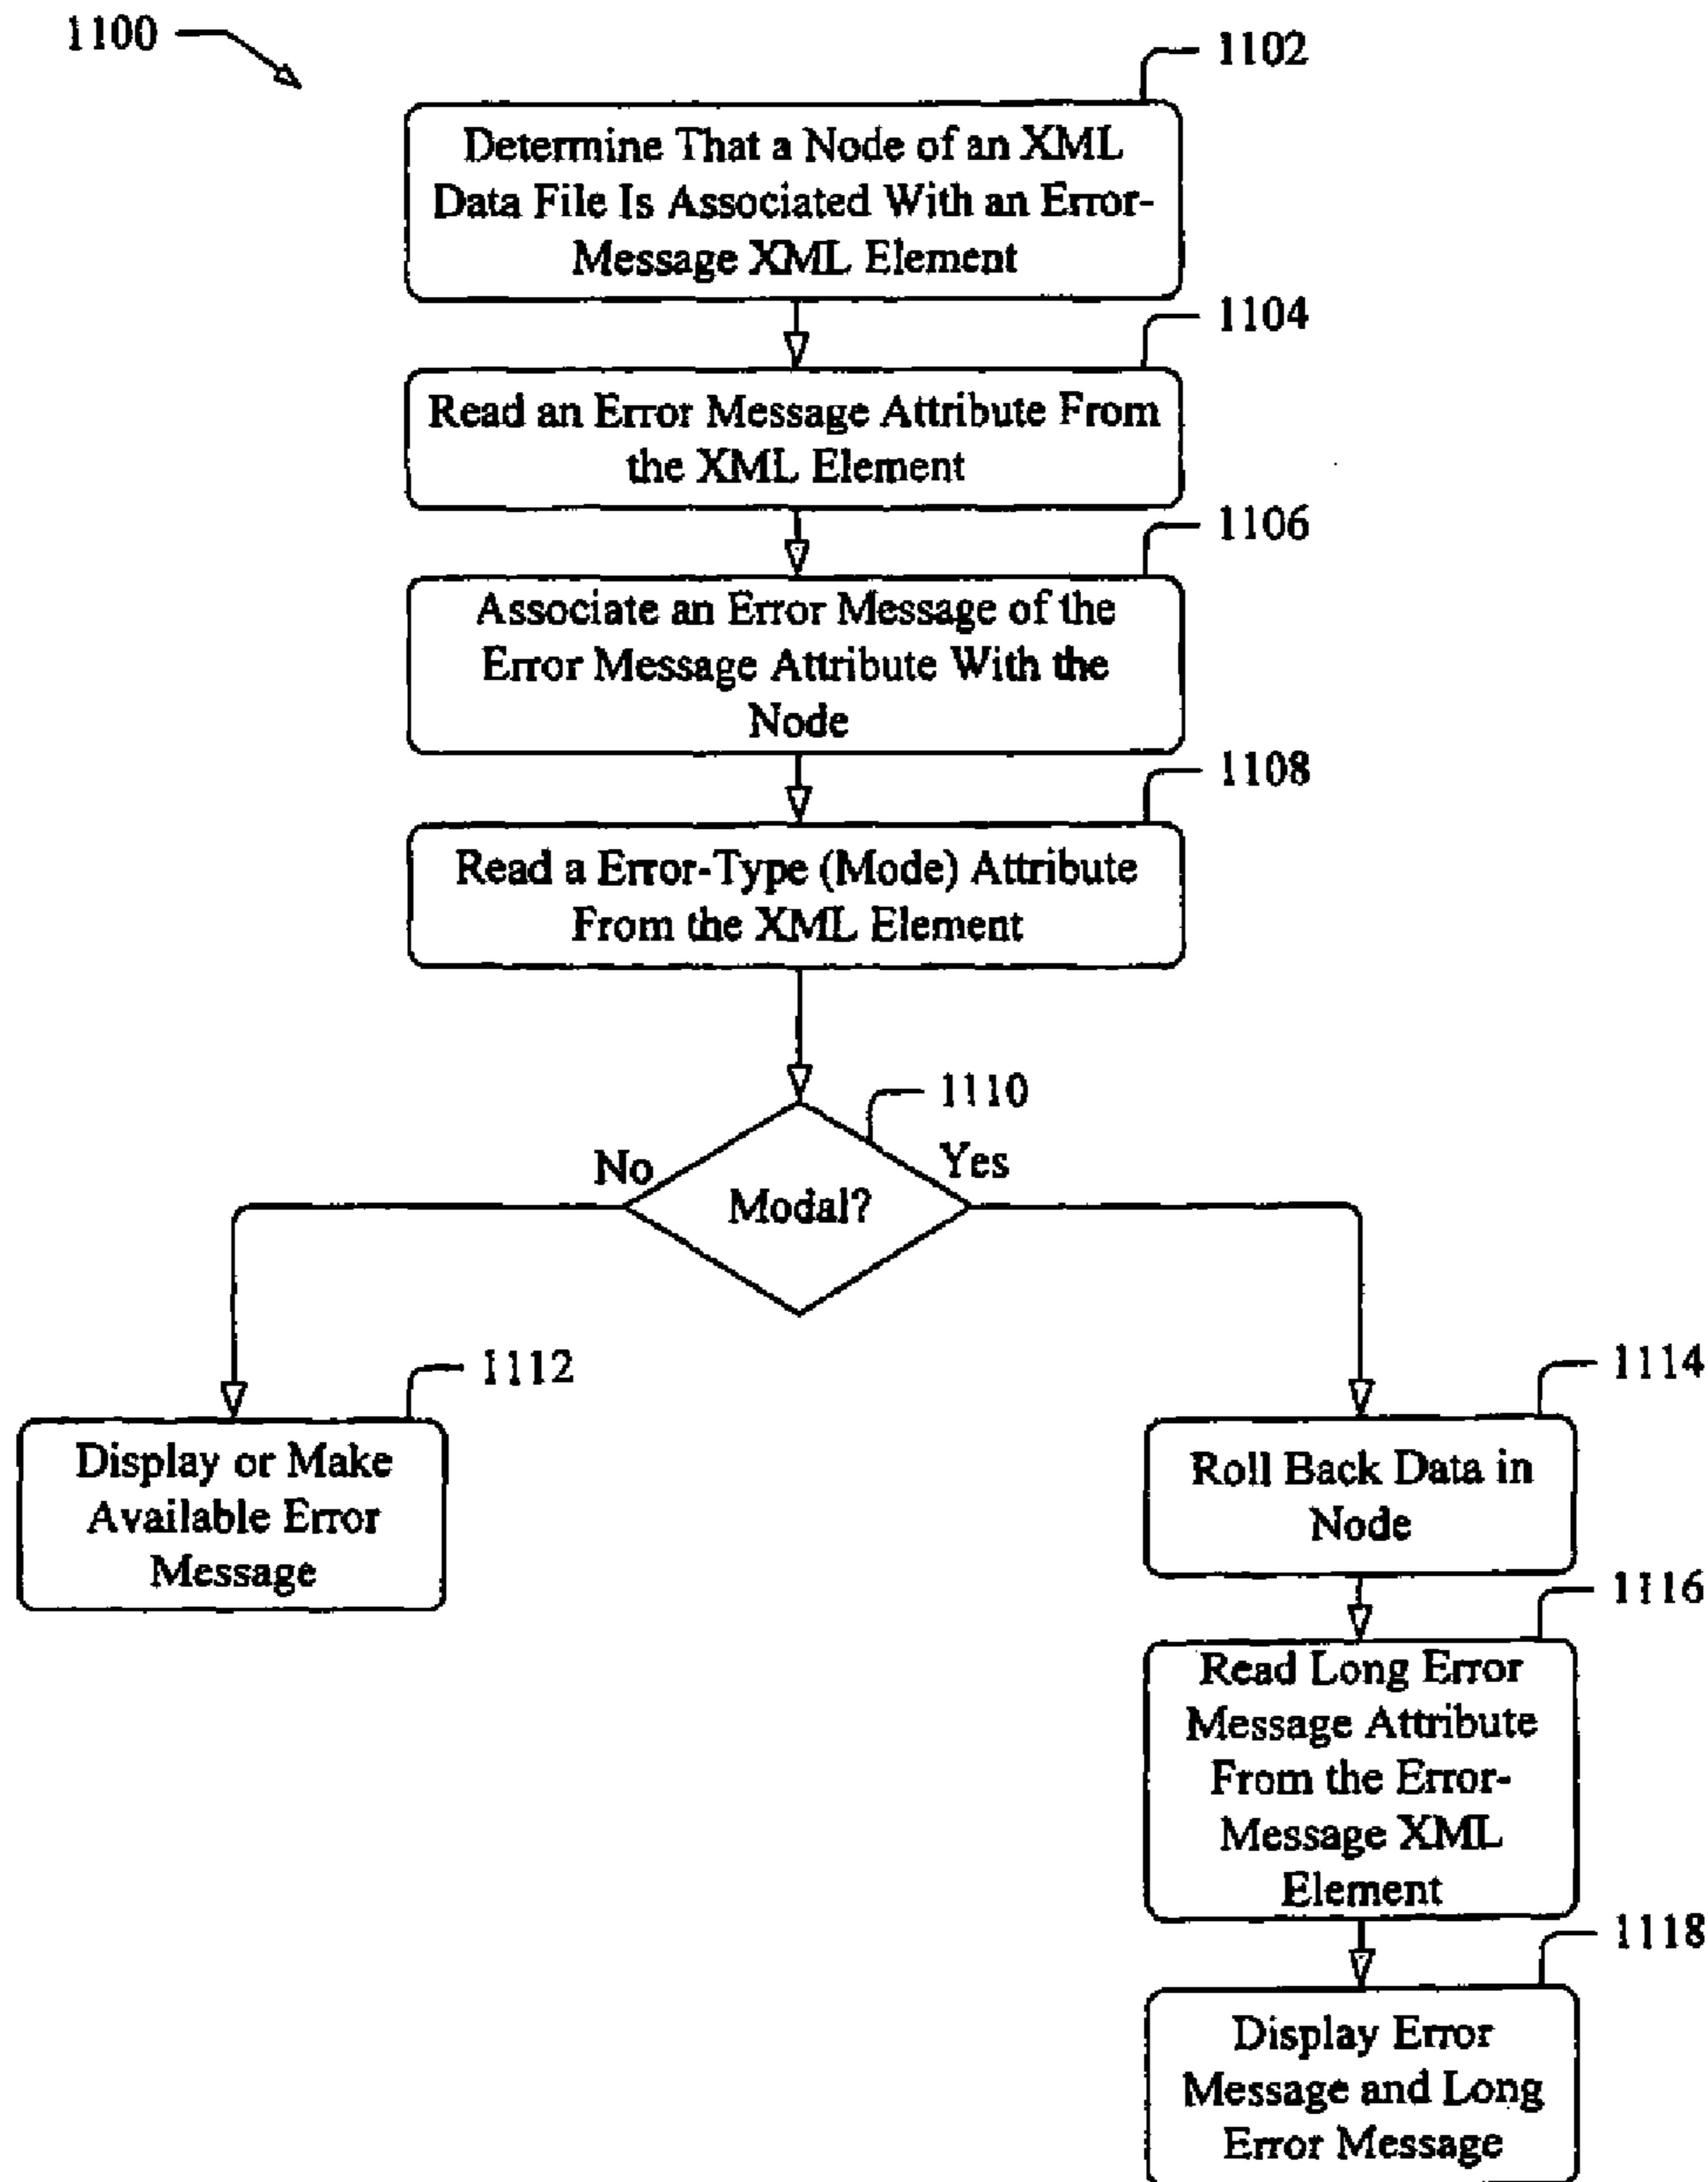 1100
1102
Determine That a Node of an XML
Data File Is Associated With an Error-
Message XML Element
1104
Read an Error Message Attribute From
the XML Element
1106
Associate an Error Message of the
Error Message Attribute With the
Node
1108
Read a Error-Type (Mode) Attribute
From the XML Element
1110
No
Yes
Modal?
1112
Display or Make
Available Error
Message
1114
Roll Back Data in
Node
1116
Read Long Error
Message Attribute
From the Error-
Message XML
Element
1118
Display Error
Message and Long
Error Message